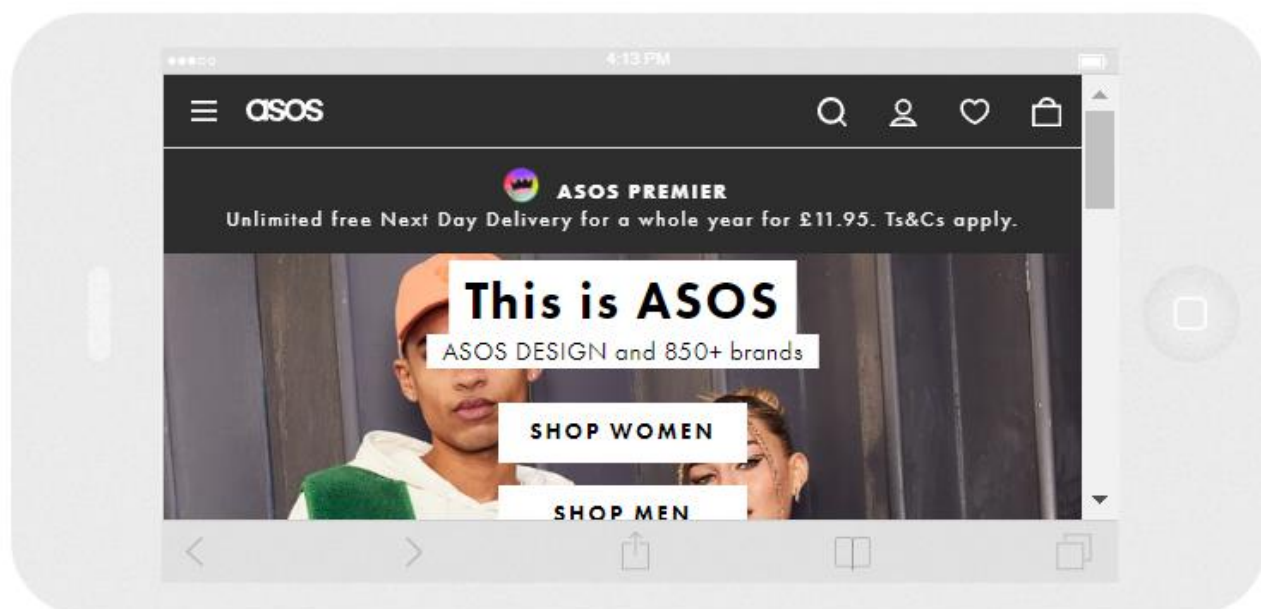 4:13 PM
asos
ASOS PREMIER
Unlimited free Next Day Delivery for a whole year for £11.95. Ts&Cs apply.
This is ASOS
ASOS DESIGN and 850+ brands
SHOP WOMEN
SHOP MEN